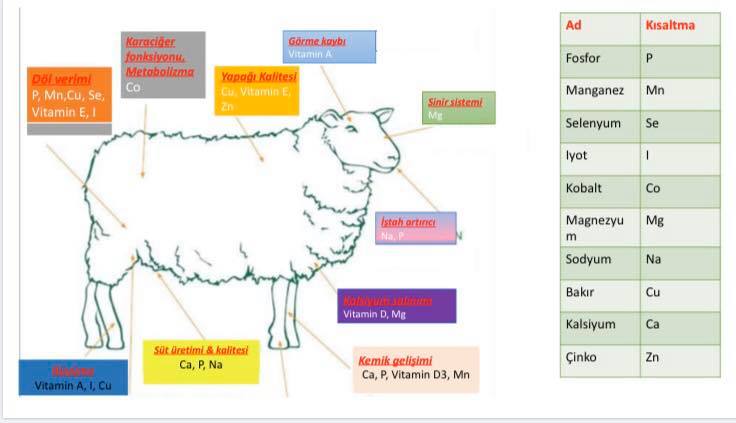 Karaciğer
fonksiyonu,
Metabolizma
Co
Görme kaybı
Vitamin A
Döl verimi
P, Mn,Cu, Se,
Vitamin E, I
Yapağı Kalitesi
Cu, Vitamin E,
Zn
Sinir sistemi
Mg
İştah artırıcı
Na, P
N
Kalsiyum salınımı
Vitamin D, Mg
Süt üretimi & kalitesi
Ca, P, Na
Kemik gelişimi
Ca, P, Vitamin D3, Mn
Vitamin A, I, Cu
Ad Kısaltma
Fosfor P
Manganez Mn
Selenyum Se
Iyot I
Kobalt Co
Magnezyu Mg
m
Sodyum Na
Bakır Cu
Kalsiyum Ca
Çinko Zn